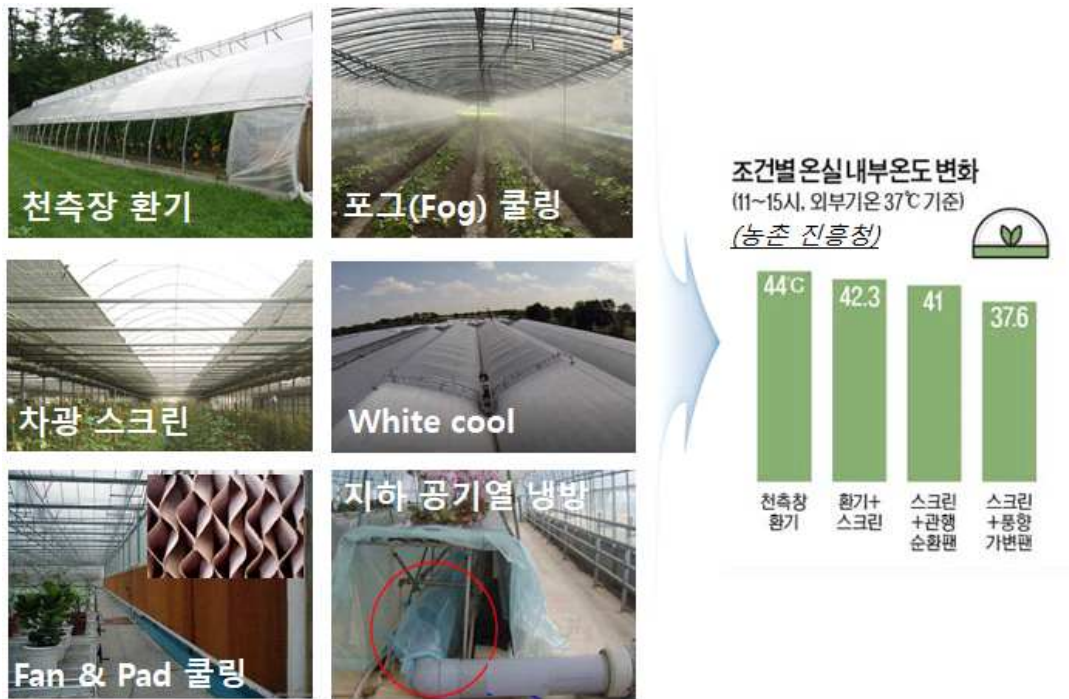 천측장 환기
포그(Fog) 쿨링
차광 스크린
White cool
Fan & Pad 쿨링
지하 공기열 냉방
조건별 온실 내부온도 변화
(11~15시, 외부기온 37℃ 기준)
(농촌 진흥청)
44℃
42.3
41
37.6
천측창
환기
환기+
스크린
스크린
+관행
순환팬
스크린
+풍향
가변팬